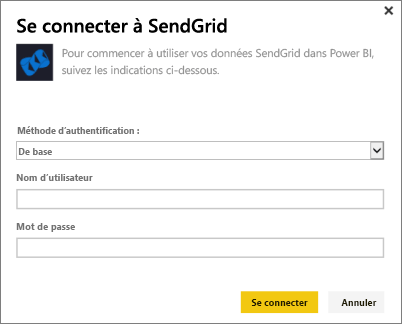 Se connecter à SendGrid
Pour commencer à utiliser vos données SendGrid dans Power BI,
suivez les indications ci-dessous.
Méthode d'authentification :
De base
Nom d'utilisateur
Mot de passe
Se connecter
Annuler